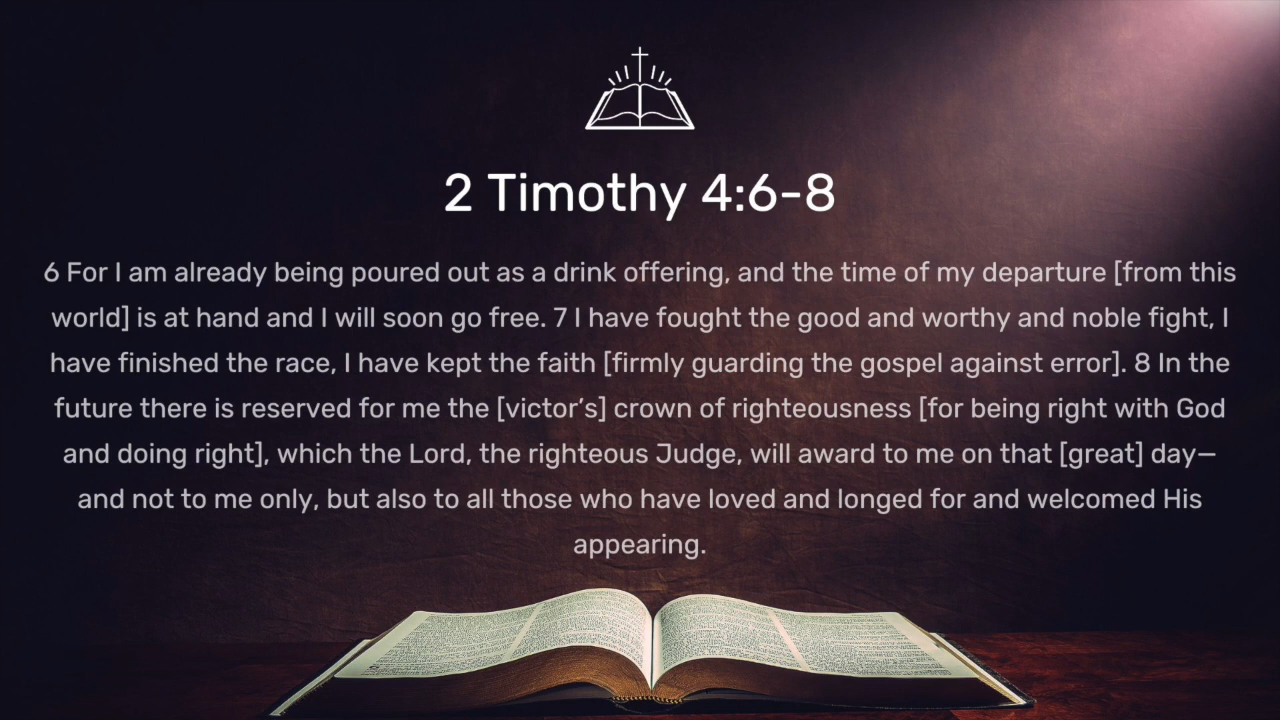 2 Timothy 4:6-8
6 For I am already being poured out as a drink offering, and the time of my departure [from this
world] is at hand and I will soon go free. 7 I have fought the good and worthy and noble fight, I
have finished the race, I have kept the faith [firmly guarding the gospel against error]. 8 In the
future there is reserved for me the [victor’s] crown of righteousness [for being right with God
and doing right], which the Lord, the righteous Judge, will award to me on that [great] day—
and not to me only, but also to all those who have loved and longed for and welcomed His
appearing.